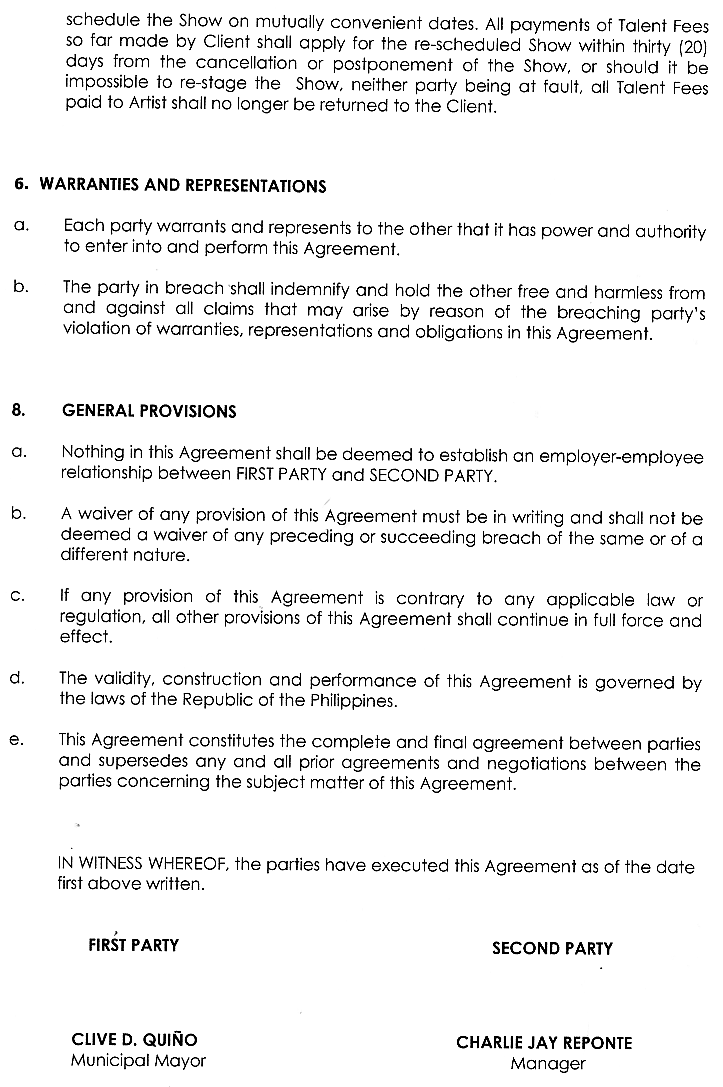 schedule the Show on mutually convenient dates. All payments of Talent Fees
so far made by Client shall apply for the re-scheduled Show within thirty (20)
days from the cancellation or postponement of the Show, or should it be
impossible to re-stage the Show, neither party being at fault, all Talent Fees
paid to Artist shall no longer be returned to the Client.
6. WARRANTIES AND REPRESENTATIONS
a. Each party warrants and represents to the other that it has power and authority
to enter into and perform this Agreement.
b. The party in breach shall indemnify and hold the other free and harmless from
and against all claims that may arise by reason of the breaching party's
violation of warranties, representations and obligations in this Agreement.
8. GENERAL PROVISIONS
a. Nothing in this Agreement shall be deemed to establish an employer-employee
relationship between FIRST PARTY and SECOND PARTY.
b. A waiver of any provision of this Agreement must be in writing and shall not be
deemed a waiver of any preceding or succeeding breach of the same or of a
different nature.
c. If any provision of this Agreement is contrary to any applicable law or
regulation, all other provisions of this Agreement shall continue in full force and
effect.
d. The validity, construction and performance of this Agreement is governed by
the laws of the Republic of the Philippines.
e. This Agreement constitutes the complete and final agreement between parties
and supersedes any and all prior agreements and negotiations between the
parties concerning the subject matter of this Agreement.
IN WITNESS WHEREOF, the parties have executed this Agreement as of the date
first above written.
FIRST PARTY SECOND PARTY
CLIVE D. QUIÑO CHARLIE JAY REPONTE
Municipal Mayor Manager